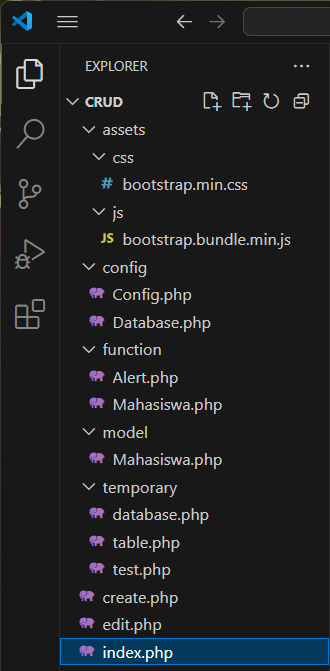 EXPLORER
CRUD
assets
css
# bootstrap.min.css
js
JS bootstrap.bundle.min.js
config
Config.php
Database.php
function
Alert.php
Mahasiswa.php
model
Mahasiswa.php
temporary
database.php
table.php
test.php
create.php
edit.php
index.php